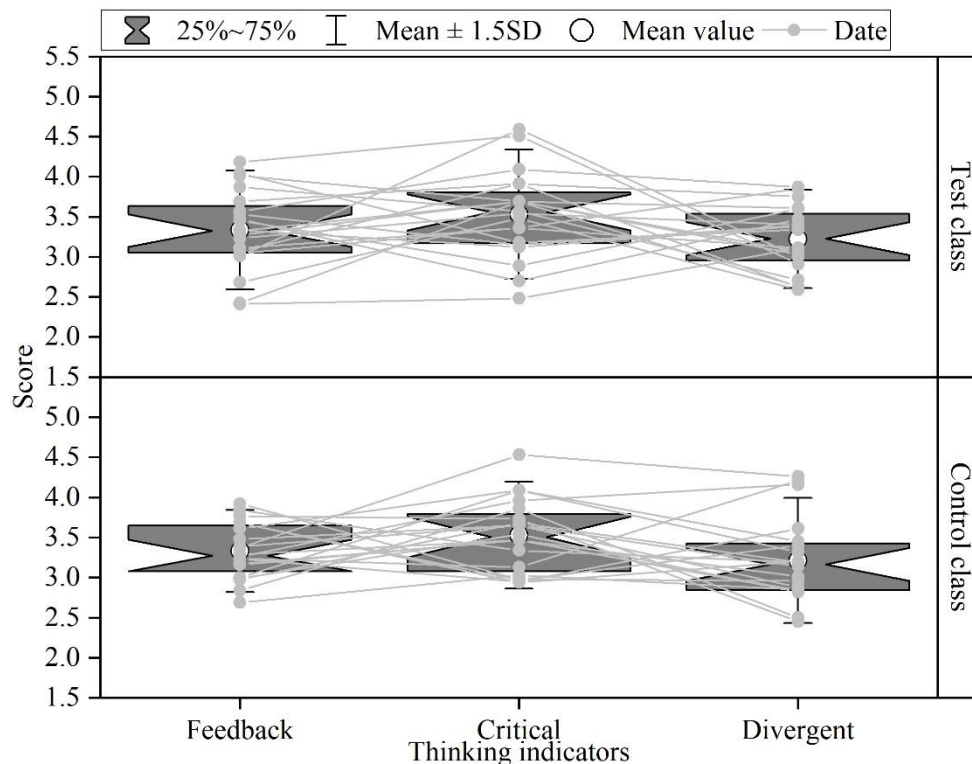 25%~75% Mean ± 1.5SD Mean value Date
5.5
5.0
4.5
4.0
3.5
3.0
2.5
2.0
1.5
Test class
5.0
4.5
4.0
3.5
3.0
2.5
2.0
1.5
Control class
Score
Feedback Critical Divergent
Thinking indicators